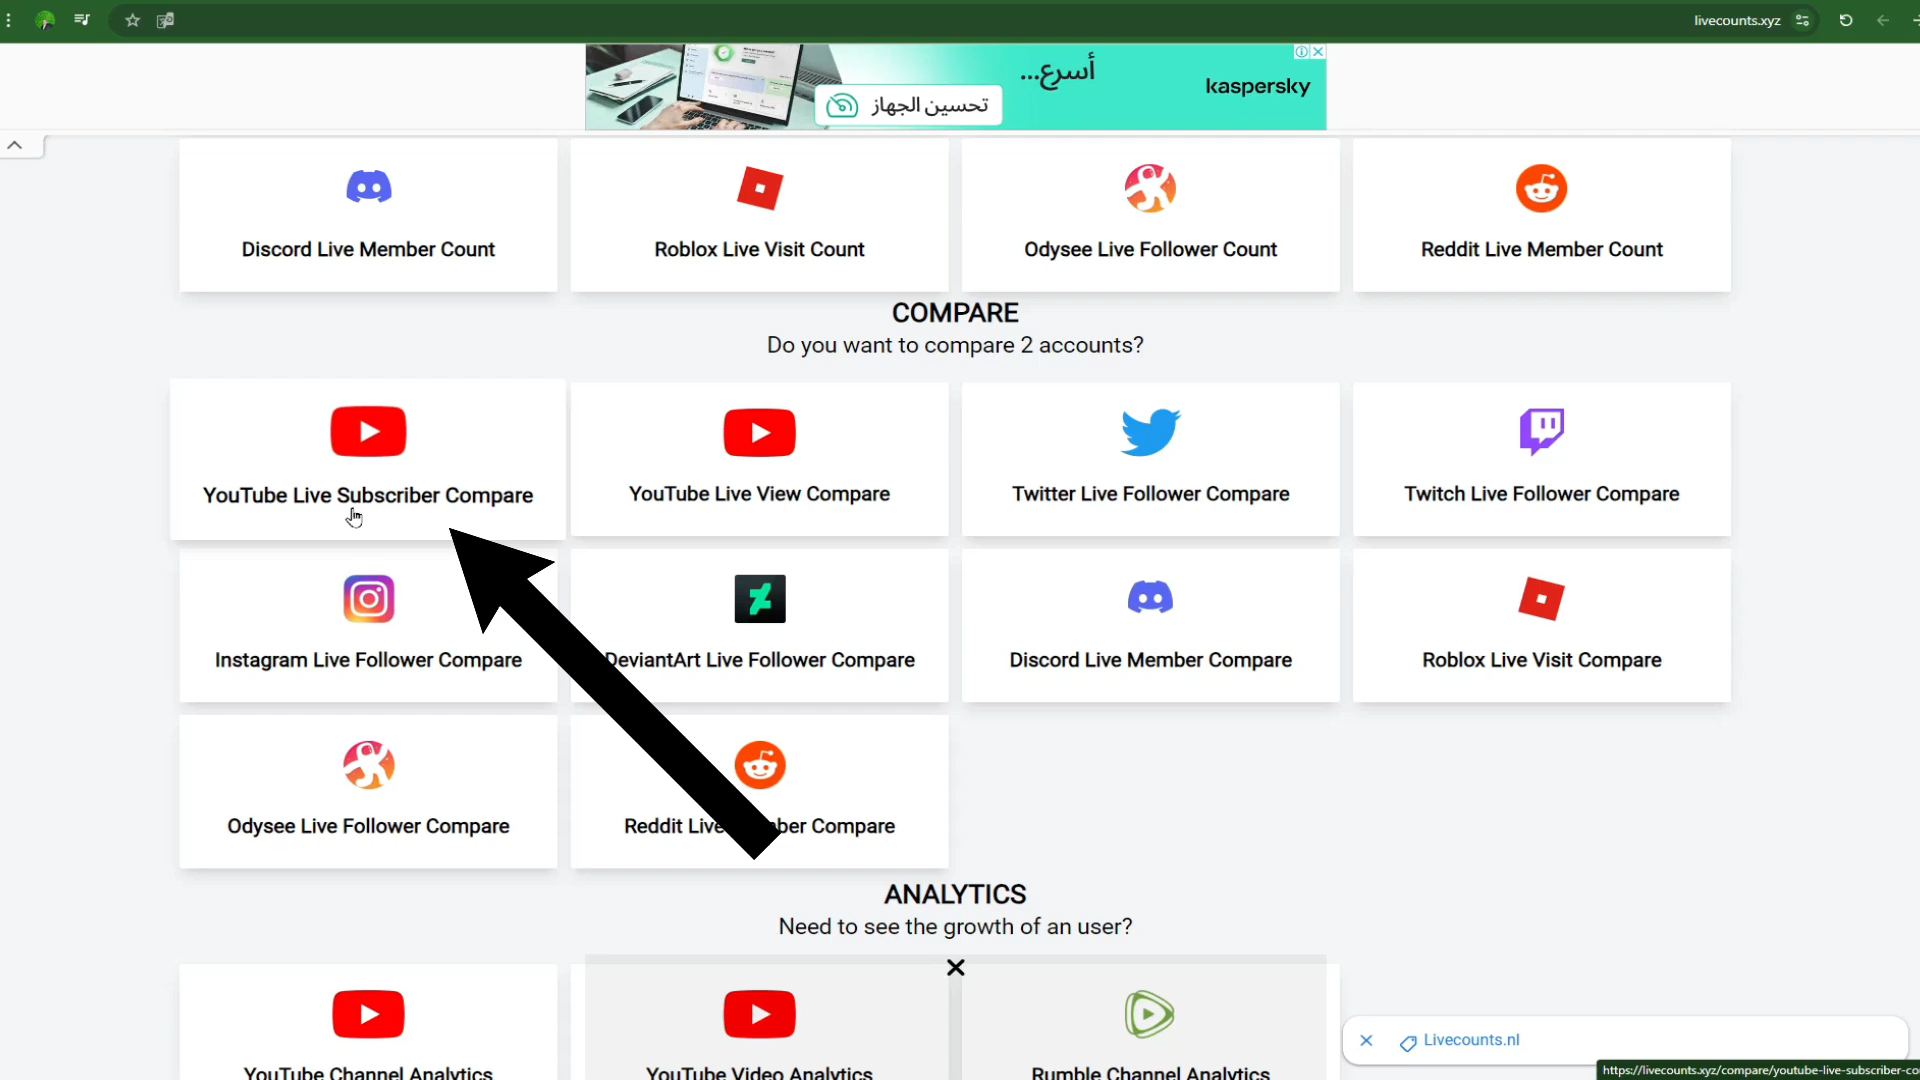 livecounts.xyz
أسرع...
تحسين الجهاز
kaspersky
Discord Live Member Count
Roblox Live Visit Count
Odysee Live Follower Count
Reddit Live Member Count
COMPARE
Do you want to compare 2 accounts?
YouTube Live Subscriber Compare
YouTube Live View Compare
Twitter Live Follower Compare
Twitch Live Follower Compare
Instagram Live Follower Compare
DeviantArt Live Follower Compare
Discord Live Member Compare
Roblox Live Visit Compare
Odysee Live Follower Compare
Reddit Compare
ANALYTICS
Need to see the growth of an user?
YouTube Channel Analytics
YouTube Video Analytics
Rumble Channel Analytics
Livecounts.nl
https://livecounts.xyz/compare/youtube-live-subscriber-co